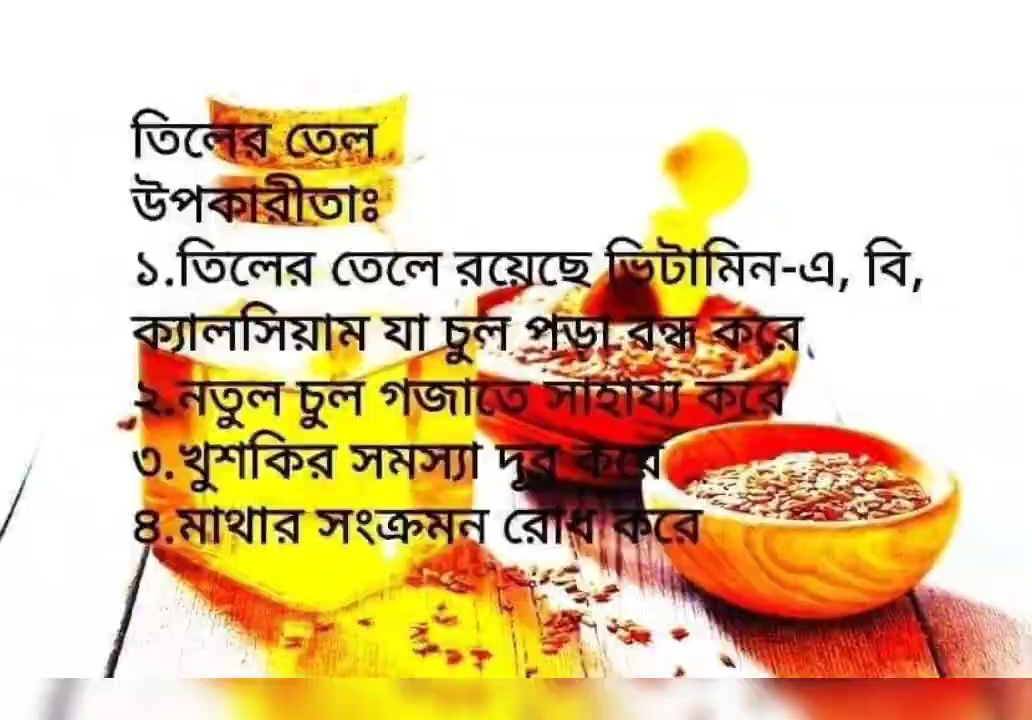 তিলের তেল
উপকারীতাঃ
১.তিলের তেলে রয়েছে ভিটামিন-এ, বি,
ক্যালসিয়াম যা চুল পড়া বন্ধ করে
২.নতুল চুল গজাতে সাহায্য করে
৩.খুশকির সমস্যা দূর করে
৪.মাথার সংক্রমন রোধ করে